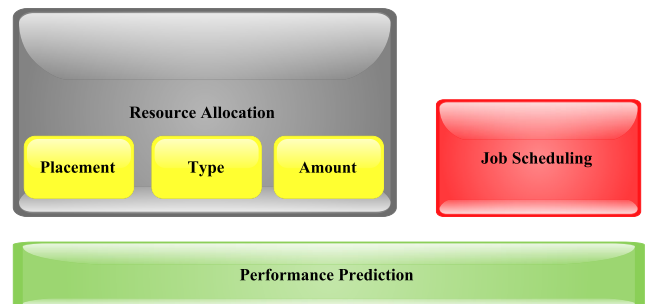 Resource Allocation
Placement
Type
Amount
Job Scheduling
Performance Prediction